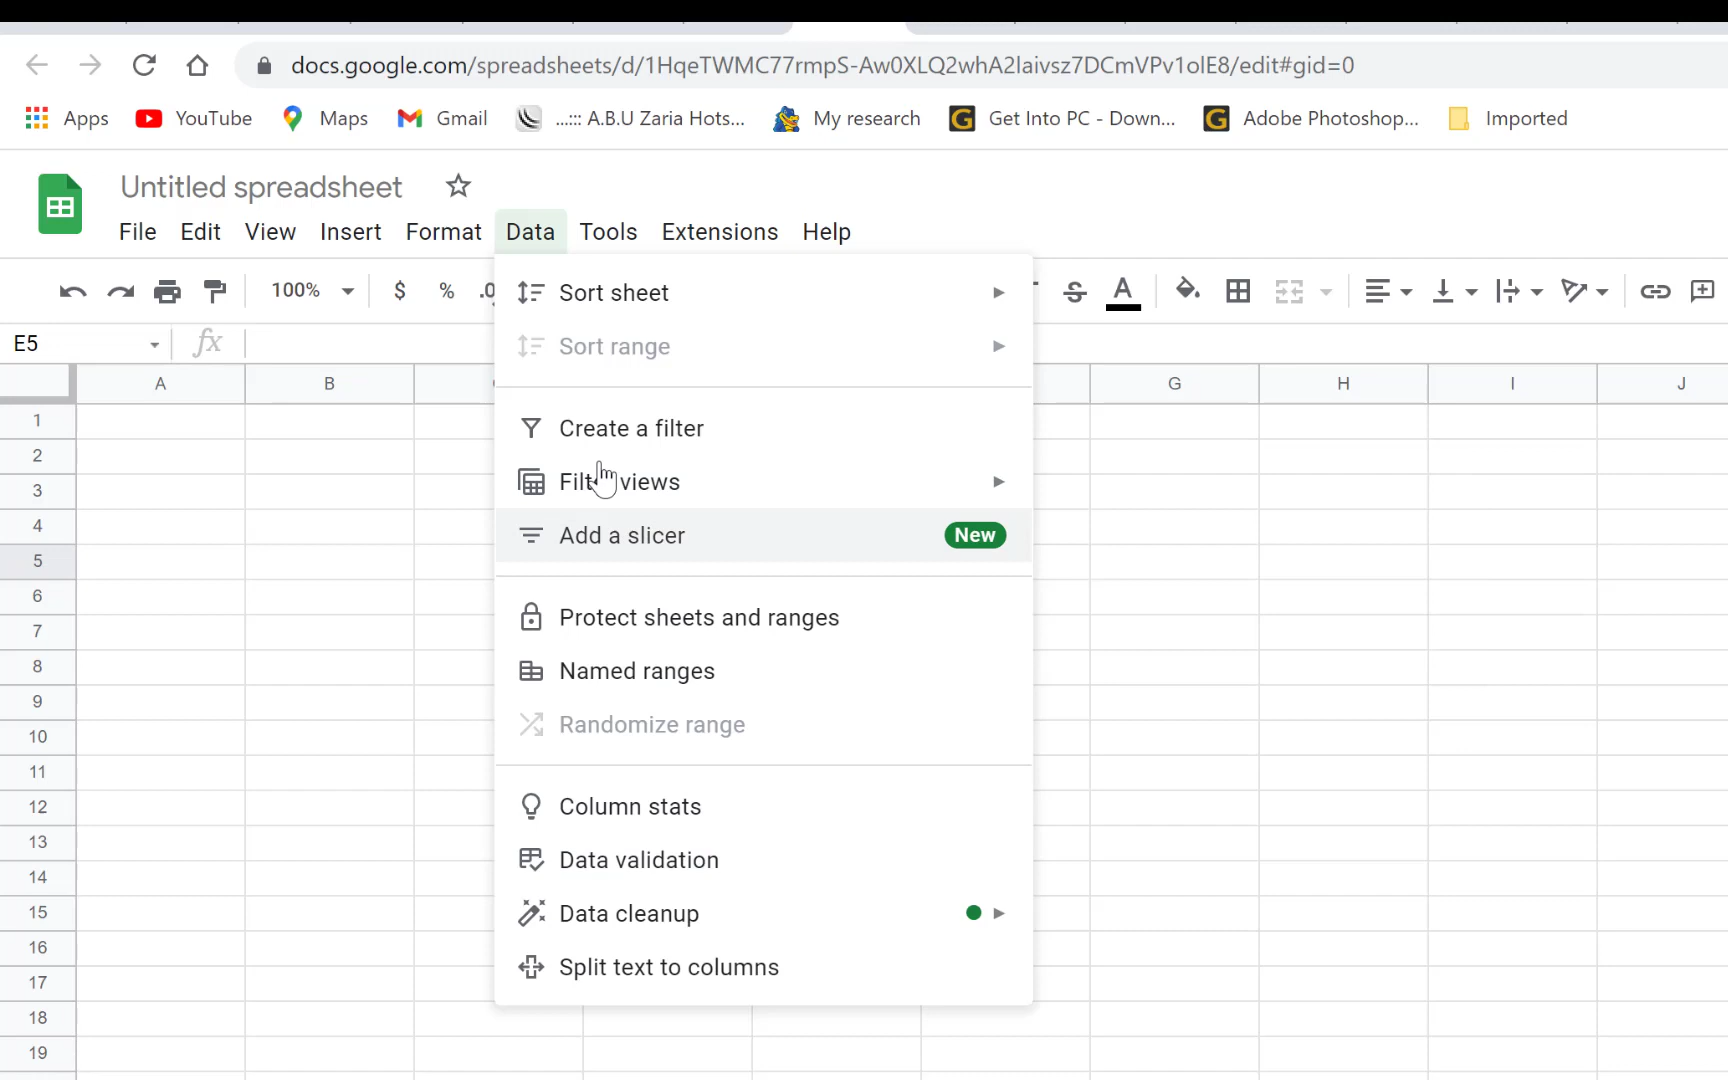 docs.google.com/spreadsheets/d/1HqeTWMC77rmpS-Aw0XLQ2whA2laivsz7DCmVPv1olE8/edit#gid=0
Apps YouTube Maps Gmail ...::: A.B.U Zaria Hots... My research Get Into PC - Down... Adobe Photoshop... Imported
Untitled spreadsheet
File Edit View Insert Format Data Tools Extensions Help
100% $ % .0 S A
E5 fx
A B G H I J
Sort sheet
Sort range
Create a filter
Filter views
Add a slicer New
Protect sheets and ranges
Named ranges
Randomize range
Column stats
Data validation
Data cleanup
Split text to columns
1
2
3
4
5
6
7
8
9
10
11
12
13
14
15
16
17
18
19